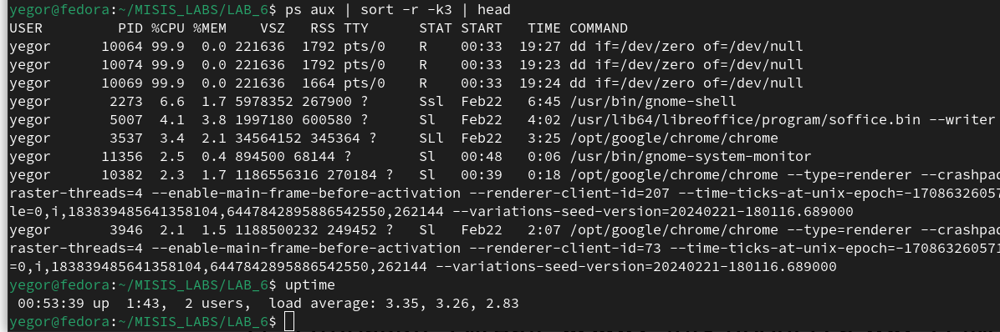 yegor@fedora:~/MISIS_LABS/LAB_6$ ps aux | sort -r -k3 | head
USER         PID %CPU %MEM    VSZ   RSS TTY      STAT START   TIME COMMAND
yegor      10064 99.9  0.0 221636  1792 pts/0    R    00:33  19:27 dd if=/dev/zero of=/dev/null
yegor      10074 99.9  0.0 221636  1792 pts/0    R    00:33  19:23 dd if=/dev/zero of=/dev/null
yegor      10069 99.9  0.0 221636  1664 pts/0    R    00:33  19:24 dd if=/dev/zero of=/dev/null
yegor       2273  6.6  1.7 5978352 267900 ?      Ssl  Feb22   6:45 /usr/bin/gnome-shell
yegor       5007  4.1  3.8 1997180 600580 ?      Sl   Feb22   4:02 /usr/lib64/libreoffice/program/soffice.bin --writer
yegor       3537  3.4  2.1 34564152 345364 ?     SLl  Feb22   3:25 /opt/google/chrome/chrome
yegor      11356  2.5  0.4 894500 68144 ?        Sl   00:48   0:06 /usr/bin/gnome-system-monitor
yegor      10382  2.3  1.7 1186556316 270184 ?   Sl   00:39   0:18 /opt/google/chrome/chrome --type=renderer --crashpad
raster-threads=4 --enable-main-frame-before-activation --renderer-client-id=207 --time-ticks-at-unix-epoch=-1708632605
le=0,i,183839485641358104,6447842895886542550,262144 --variations-seed-version=20240221-180116.689000
yegor       3946  2.1  1.5 1188500232 249452 ?   Sl   Feb22   2:07 /opt/google/chrome/chrome --type=renderer --crashpad
raster-threads=4 --enable-main-frame-before-activation --renderer-client-id=73 --time-ticks-at-unix-epoch=-17086326057
=0,i,183839485641358104,6447842895886542550,262144 --variations-seed-version=20240221-180116.689000
yegor@fedora:~/MISIS_LABS/LAB_6$ uptime
 00:53:39 up  1:43,  2 users,  load average: 3.35, 3.26, 2.83
yegor@fedora:~/MISIS_LABS/LAB_6$